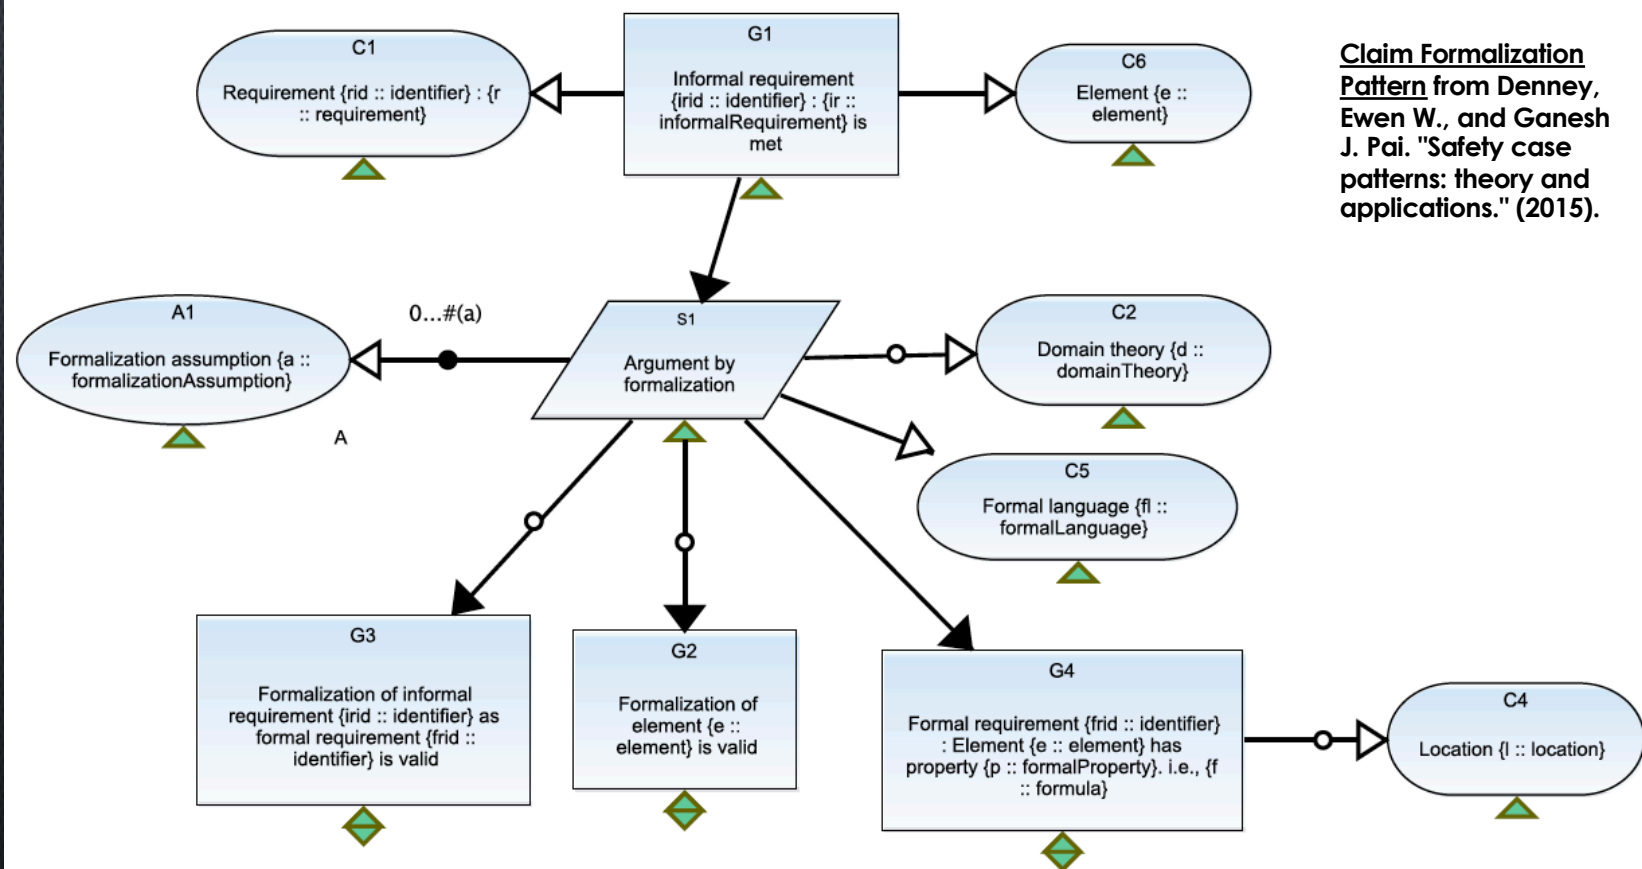 C1
Requirement {rid :: identifier} : {r
:: requirement}
G1
Informal requirement
{irid :: identifier} : {ir ::
informalRequirement} is
met
C6
Element {e ::
element}
Claim Formalization
Pattern from Denney,
Ewen W., and Ganesh
J. Pai. "Safety case
patterns: theory and
applications." (2015).
A1
Formalization assumption {a ::
formalizationAssumption}
A
0...#(a)
S1
Argument by
formalization
C2
Domain theory {d ::
domainTheory}
C5
Formal language {fl ::
formalLanguage}
G3
Formalization of informal
requirement {irid :: identifier} as
formal requirement {frid ::
identifier} is valid
G2
Formalization of
element {e ::
element} is valid
G4
Formal requirement {frid :: identifier}
: Element {e :: element} has
property {p :: formalProperty}. i.e., {f
:: formula}
C4
Location {l :: location}